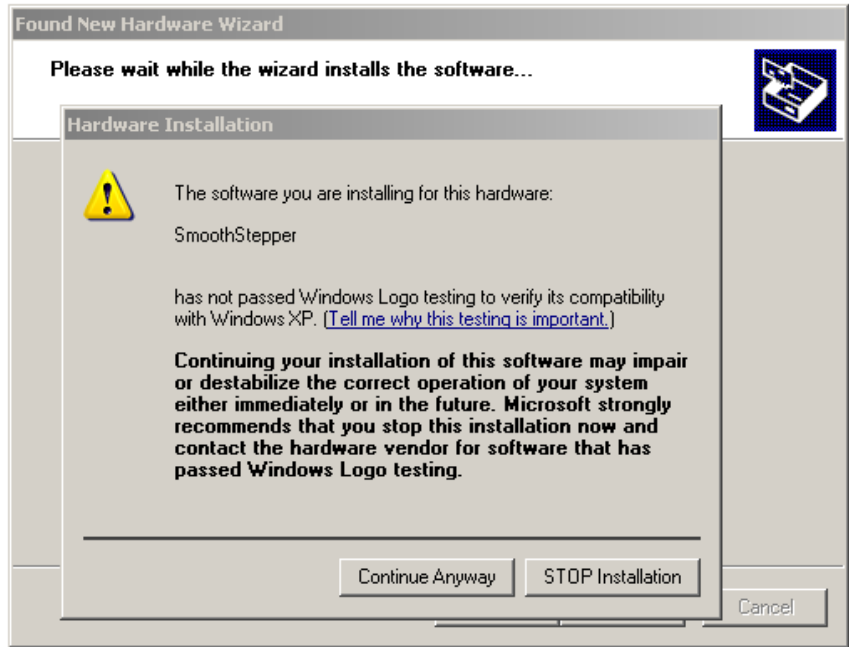 Found New Hardware Wizard
Please wait while the wizard installs the software...
Hardware Installation
The software you are installing for this hardware:
SmoothStepper
has not passed Windows Logo testing to verify its compatibility
with Windows XP. (Tell me why this testing is important.)
Continuing your installation of this software may impair
or destabilize the correct operation of your system
either immediately or in the future. Microsoft strongly
recommends that you stop this installation now and
contact the hardware vendor for software that has
passed Windows Logo testing.
Continue Anyway
STOP Installation
Cancel